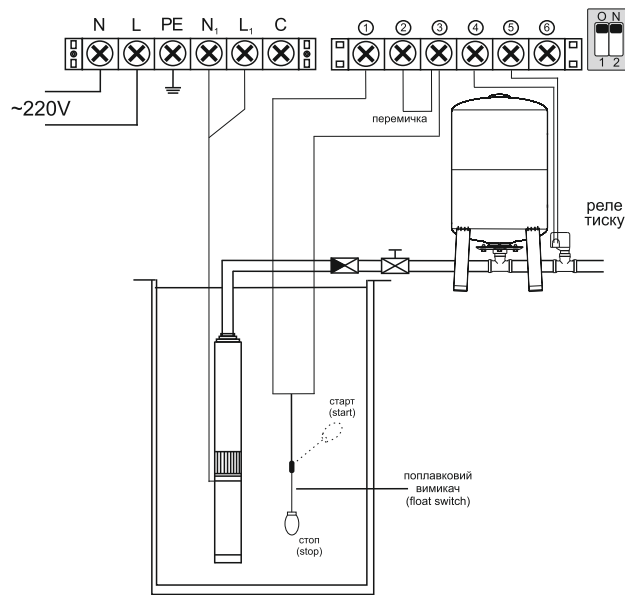 N L PE N₁ L₁ C
① ② ③ ④ ⑤ ⑥
O N
1 2
~220V
перемичка
реле
тиску
старт
(start)
поплавковий
вимикач
(float switch)
стоп
(stop)